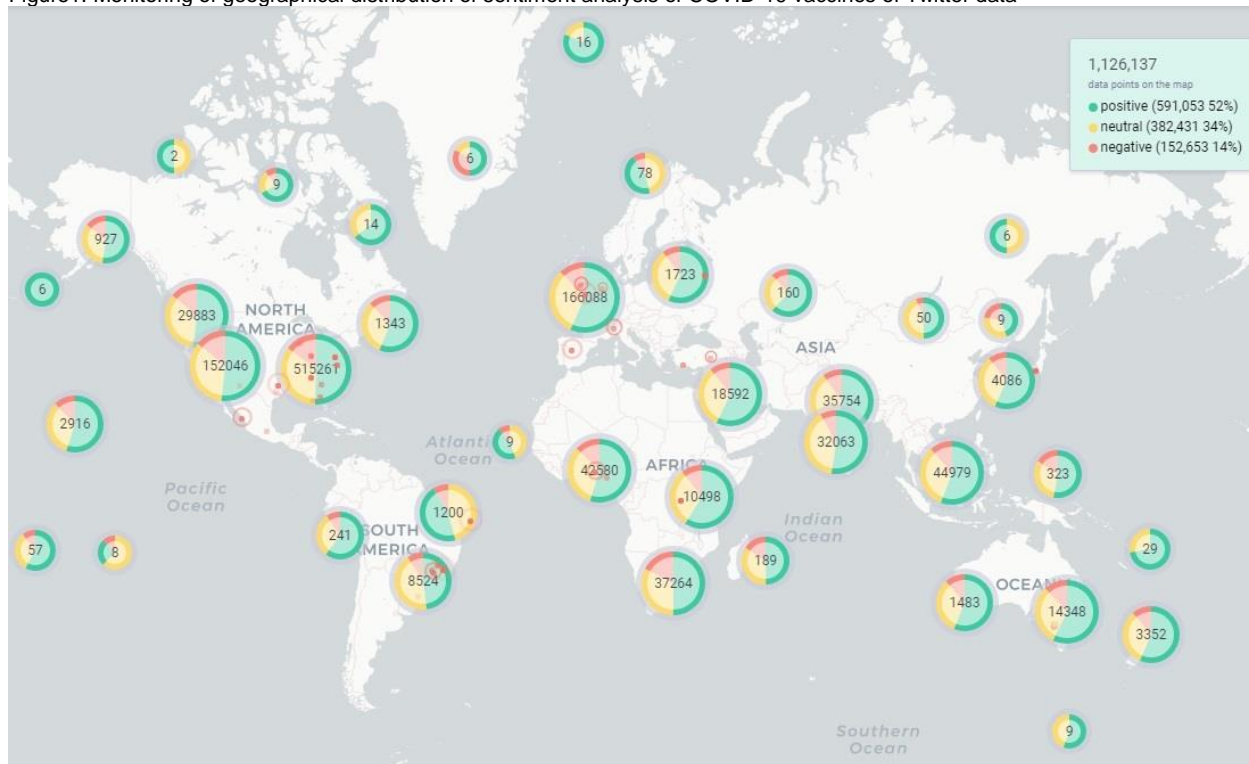 Figure1: Monitoring of geographical distribution of sentiment analysis of COVID-19 vaccines of Twitter data
16
1,126,137
data points on the map
positive (591,053 52%)
neutral (382,431 34%)
negative (152,653 14%)
2
9
6
78
14
927
6
6
1723
160
166088
NORTH
AMERICA
29883
1343
50
9
ASIA
152046
515261
4086
18592
35754
2916
Atlantic
Ocean
9
32063
42580
AFRICA
44979
323
Pacific
Ocean
10498
1200
Indian
Ocean
241
SOUTH
AMERICA
57
8
29
189
8524
37264
OCEAN
1483
14348
3352
Southern
Ocean
9